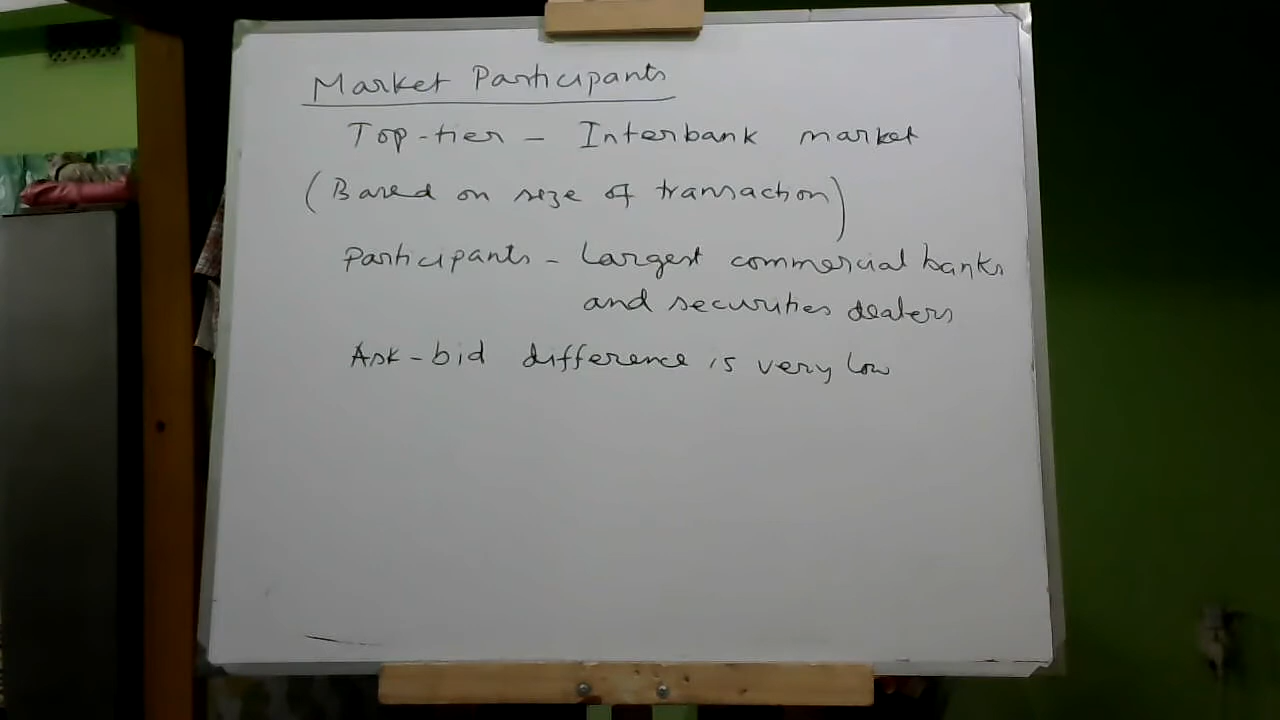 Market Participants
Top-tier - Interbank market
(Based on size of transaction)
Participants - Largest commercial banks
and securities dealers
Ask-bid difference is very low